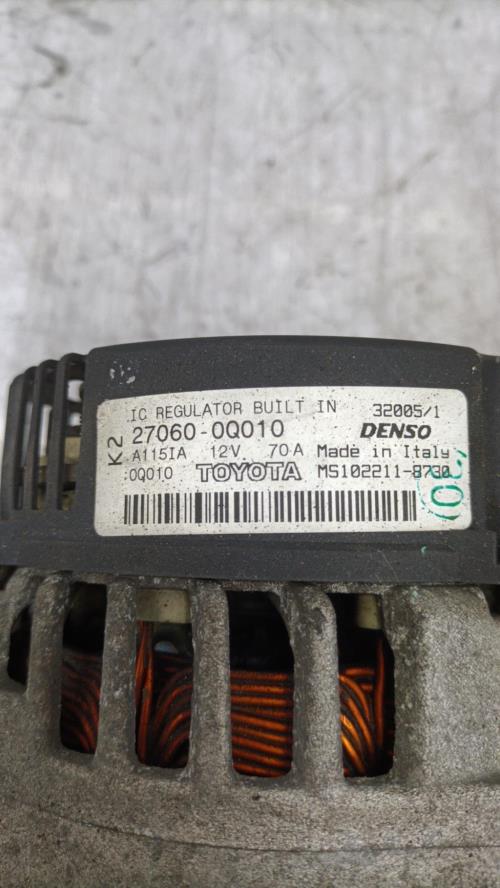 IC REGULATOR BUILT IN 32005/1
K2 27060-0Q010 DENSO
A115IA 12V 70A Made in Italy
:0Q010 TOYOTA MS102211-8730